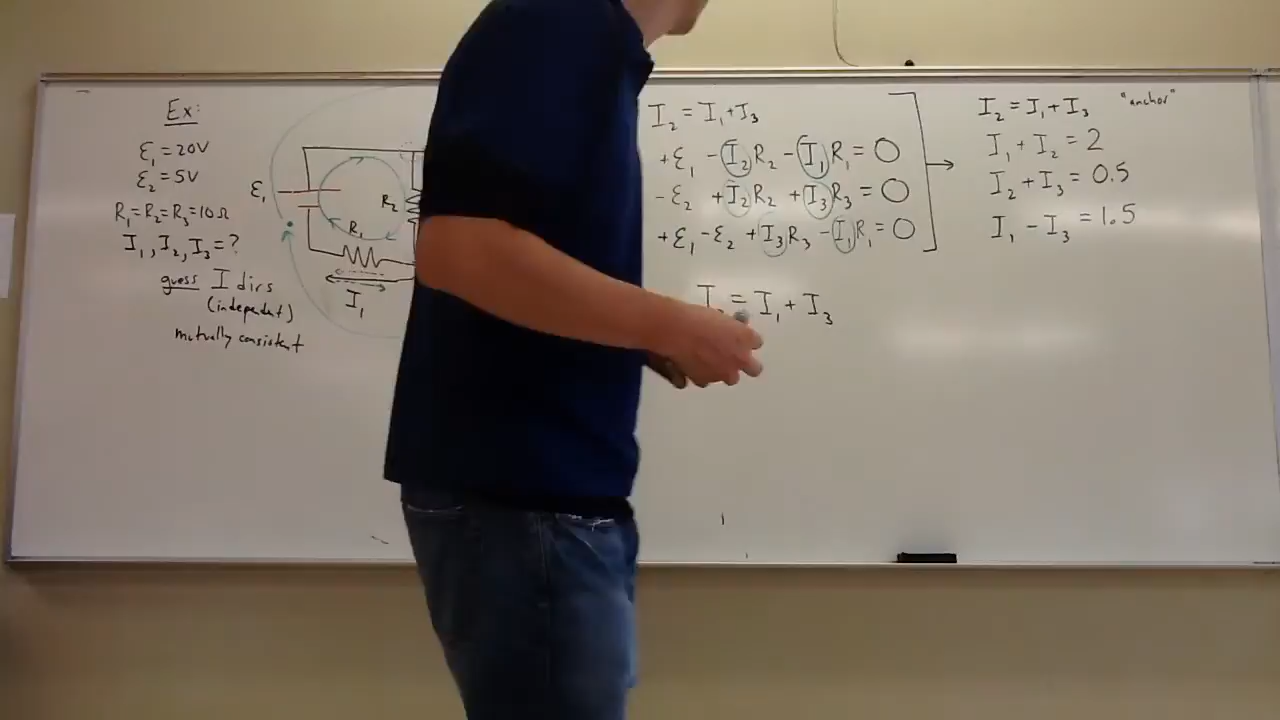 Ex:
ε₁ = 20V
ε₂ = 5V
R₁ = R₂ = R₃ = 10Ω
I₁, I₂, I₃ = ?
guess I dirs
(independent)
mutually consistent
ε₁
R₂
R₁
I₁
I₂ = I₁ + I₃
+ε₁ - I₂R₂ - I₁R₁ = 0
-ε₂ + I₂R₂ + I₃R₃ = 0
+ε₁ - ε₂ + I₃R₃ - I₁R₁ = 0
= I₁ + I₃
I₂ = I₁ + I₃ "anchor"
I₁ + I₂ = 2
I₂ + I₃ = 0.5
I₁ - I₃ = 1.5